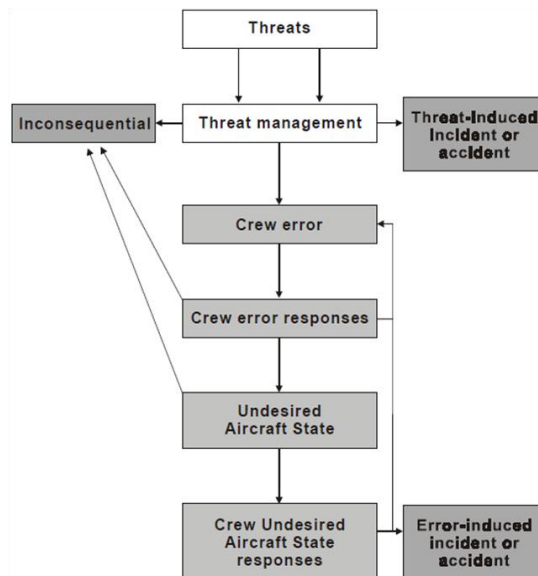 Threats
Inconsequential
Threat management
Threat-Induced
Incident or
accident
Crew error
Crew error responses
Undesired
Aircraft State
Crew Undesired
Aircraft State
responses
Error-induced
incident or
accident